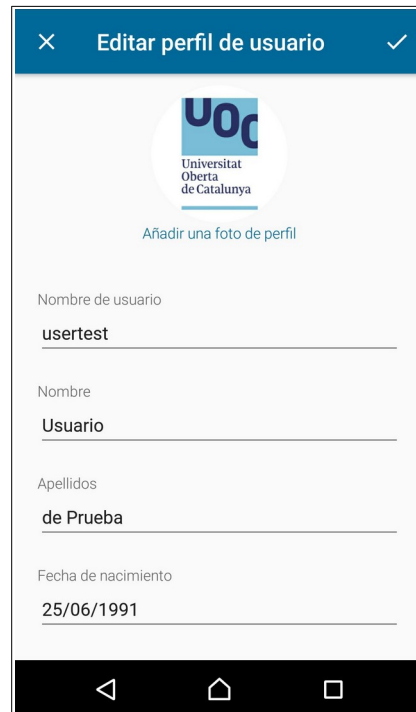 Editar perfil de usuario
UOC
Universitat
Oberta
de Catalunya
Añadir una foto de perfil
Nombre de usuario
usertest
Nombre
Usuario
Apellidos
de Prueba
Fecha de nacimiento
25/06/1991